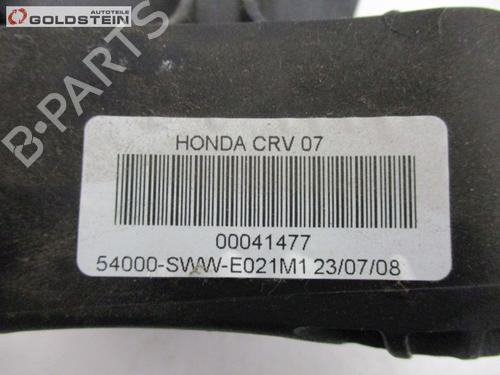 AUTOTEILE
GOLDSTEIN
B-PARTS
HONDA CRV 07
00041477
54000-SWW-E021M1 23/07/08